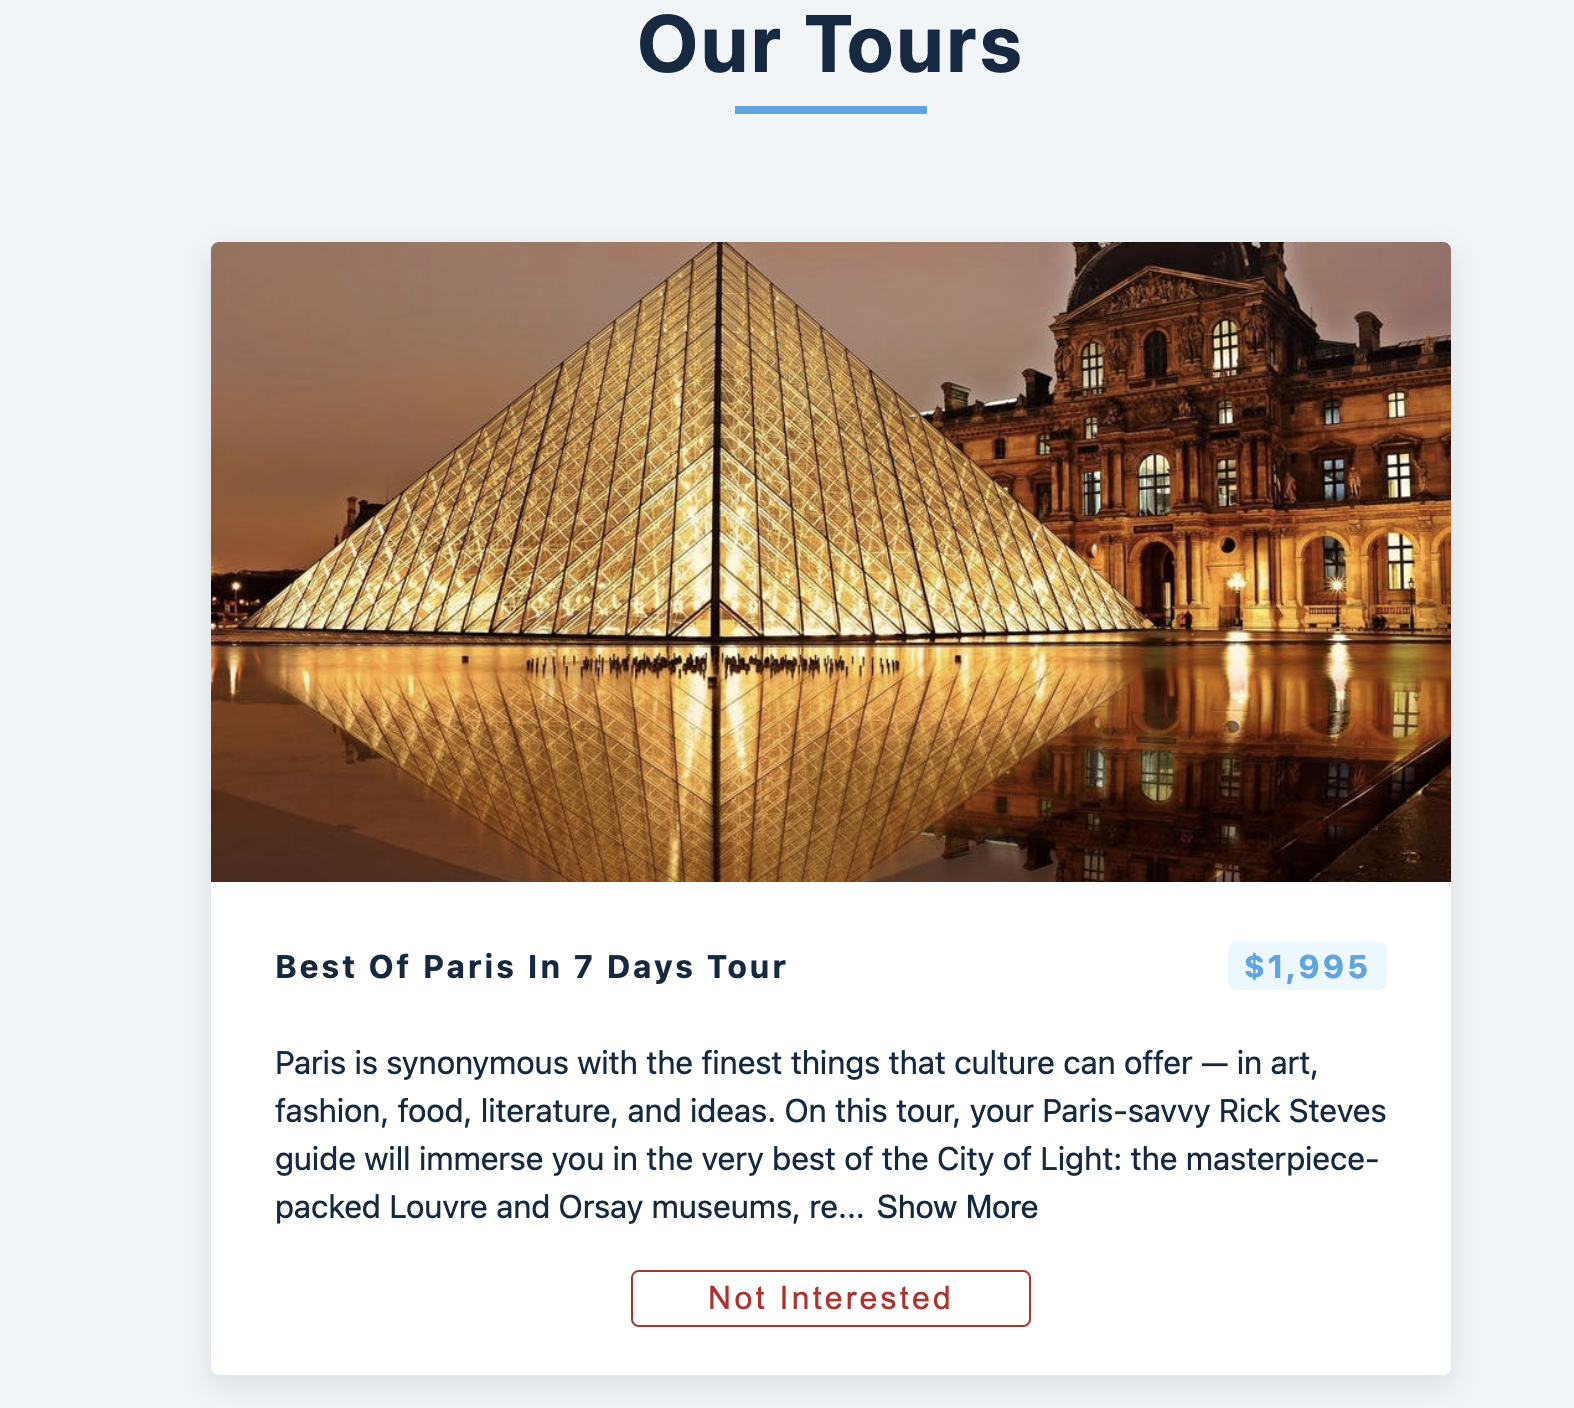 Our Tours
Best Of Paris In 7 Days Tour
$1,995
Paris is synonymous with the finest things that culture can offer — in art,
fashion, food, literature, and ideas. On this tour, your Paris-savvy Rick Steves
guide will immerse you in the very best of the City of Light: the masterpiece-
packed Louvre and Orsay museums, re... Show More
Not Interested